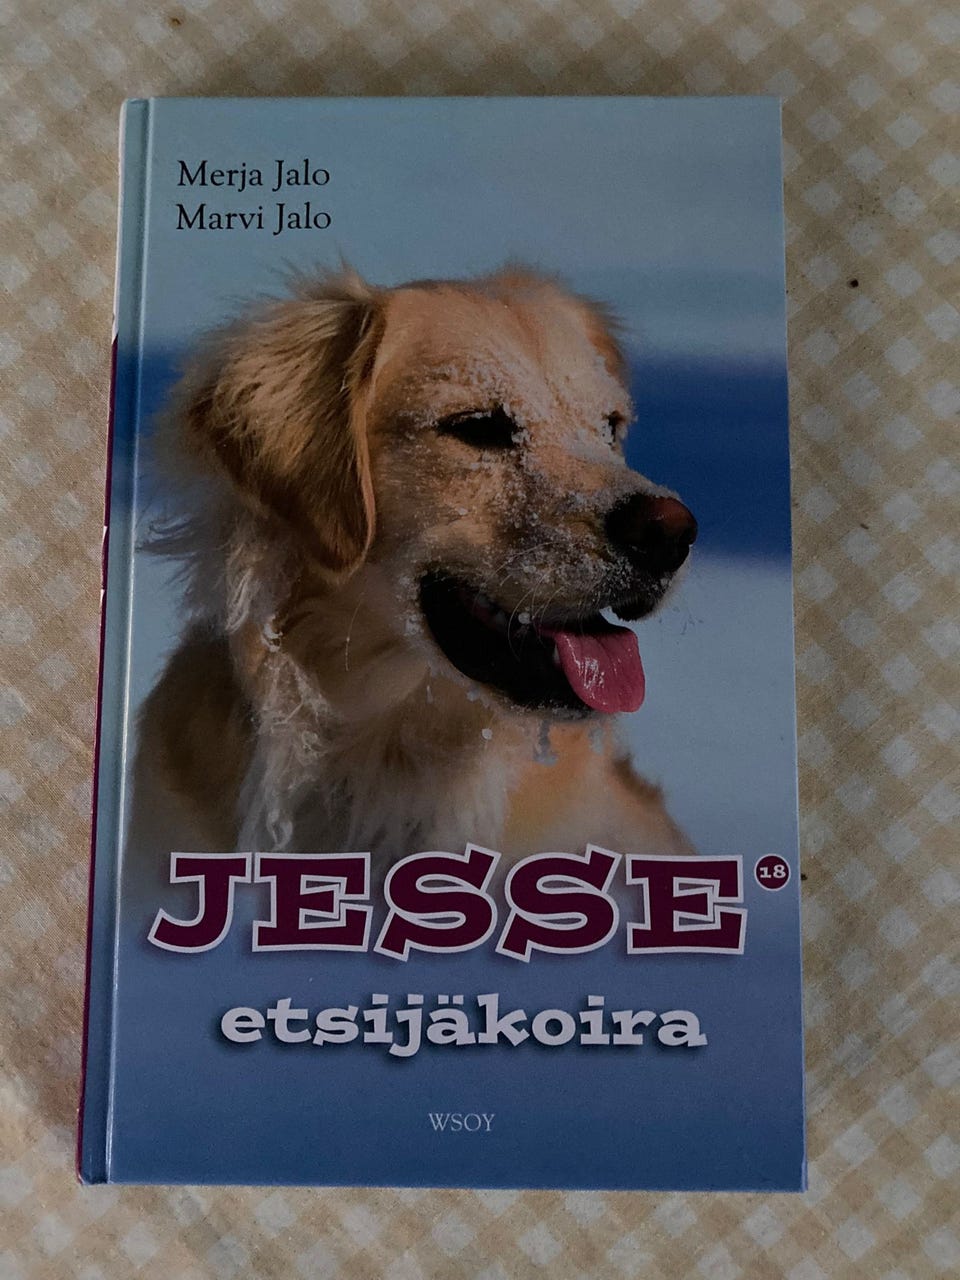 Merja Jalo
Marvi Jalo
JESSE 18
etsijäkoira
WSOY